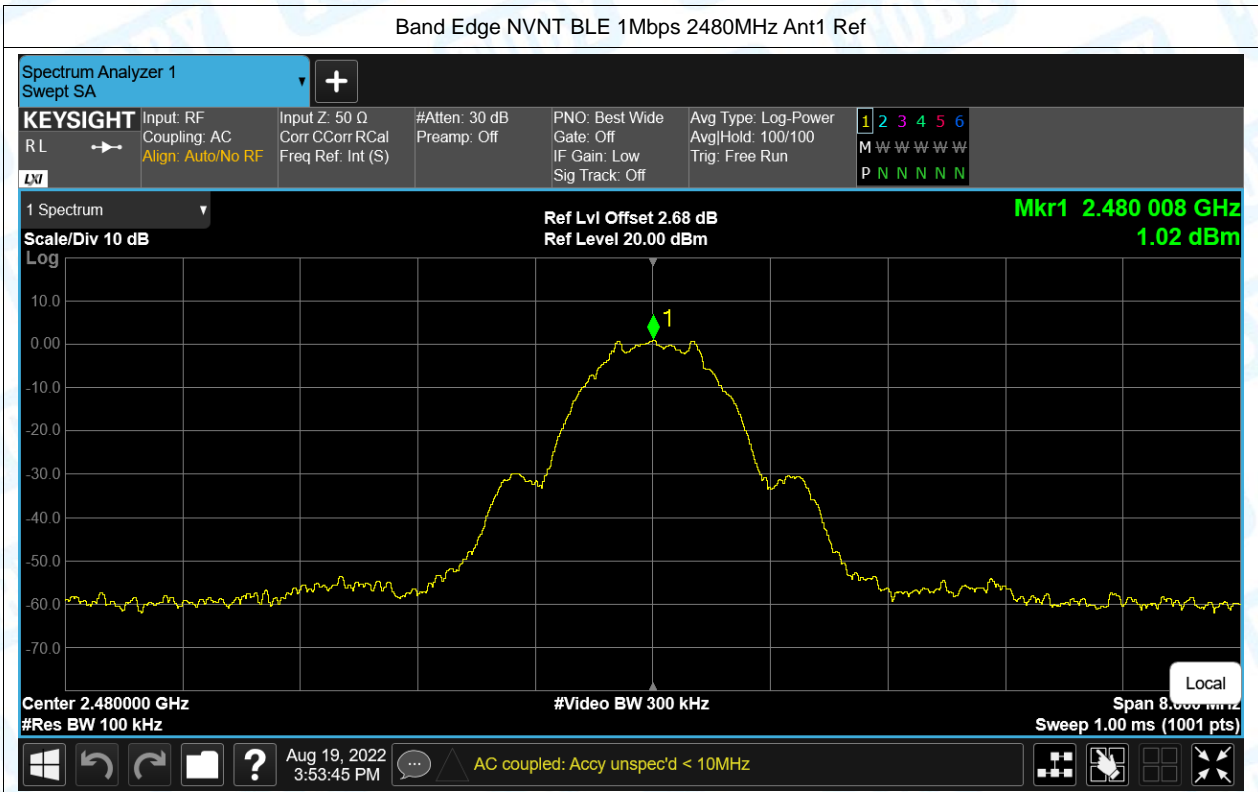 Band Edge NVNT BLE 1Mbps 2480MHz Ant1 Ref
Spectrum Analyzer 1
Swept SA
KEYSIGHT
R L
LXI
Input: RF
Coupling: AC
Align: Auto/No RF
Input Z: 50 Ω
Corr CCorr RCal
Freq Ref: Int (S)
#Atten: 30 dB
Preamp: Off
PNO: Best Wide
Gate: Off
IF Gain: Low
Sig Track: Off
Avg Type: Log-Power
Avg|Hold: 100/100
Trig: Free Run
1 2 3 4 5 6
M W W W W W
P N N N N N
1 Spectrum
Scale/Div 10 dB
Ref Lvl Offset 2.68 dB
Ref Level 20.00 dBm
Mkr1 2.480 008 GHz
1.02 dBm
Log
10.0
0.00
-10.0
-20.0
-30.0
-40.0
-50.0
-60.0
-70.0
1
Center 2.480000 GHz
#Res BW 100 kHz
#Video BW 300 kHz
Local
Span 8.000 MHz
Sweep 1.00 ms (1001 pts)
?
Aug 19, 2022
3:53:45 PM
AC coupled: Accy unspec'd < 10MHz